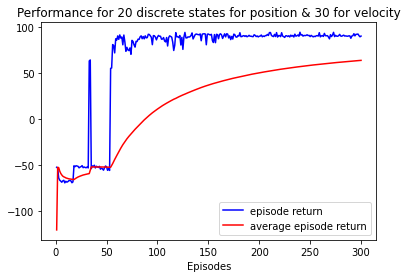 Performance for 20 discrete states for position & 30 for velocity
100
50
0
−50
−100
episode return
average episode return
0 50 100 150 200 250 300
Episodes